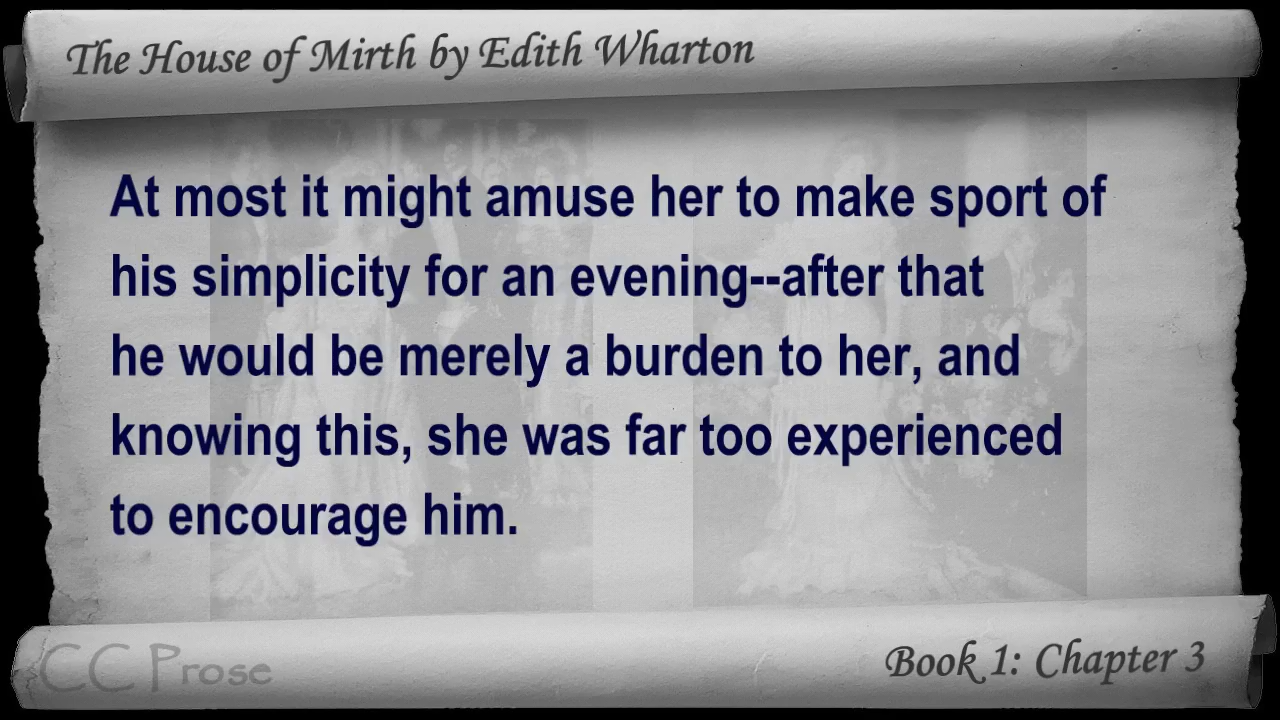 The House of Mirth by Edith Wharton
At most it might amuse her to make sport of
his simplicity for an evening--after that
he would be merely a burden to her, and
knowing this, she was far too experienced
to encourage him.
CC Prose
Book 1: Chapter 3